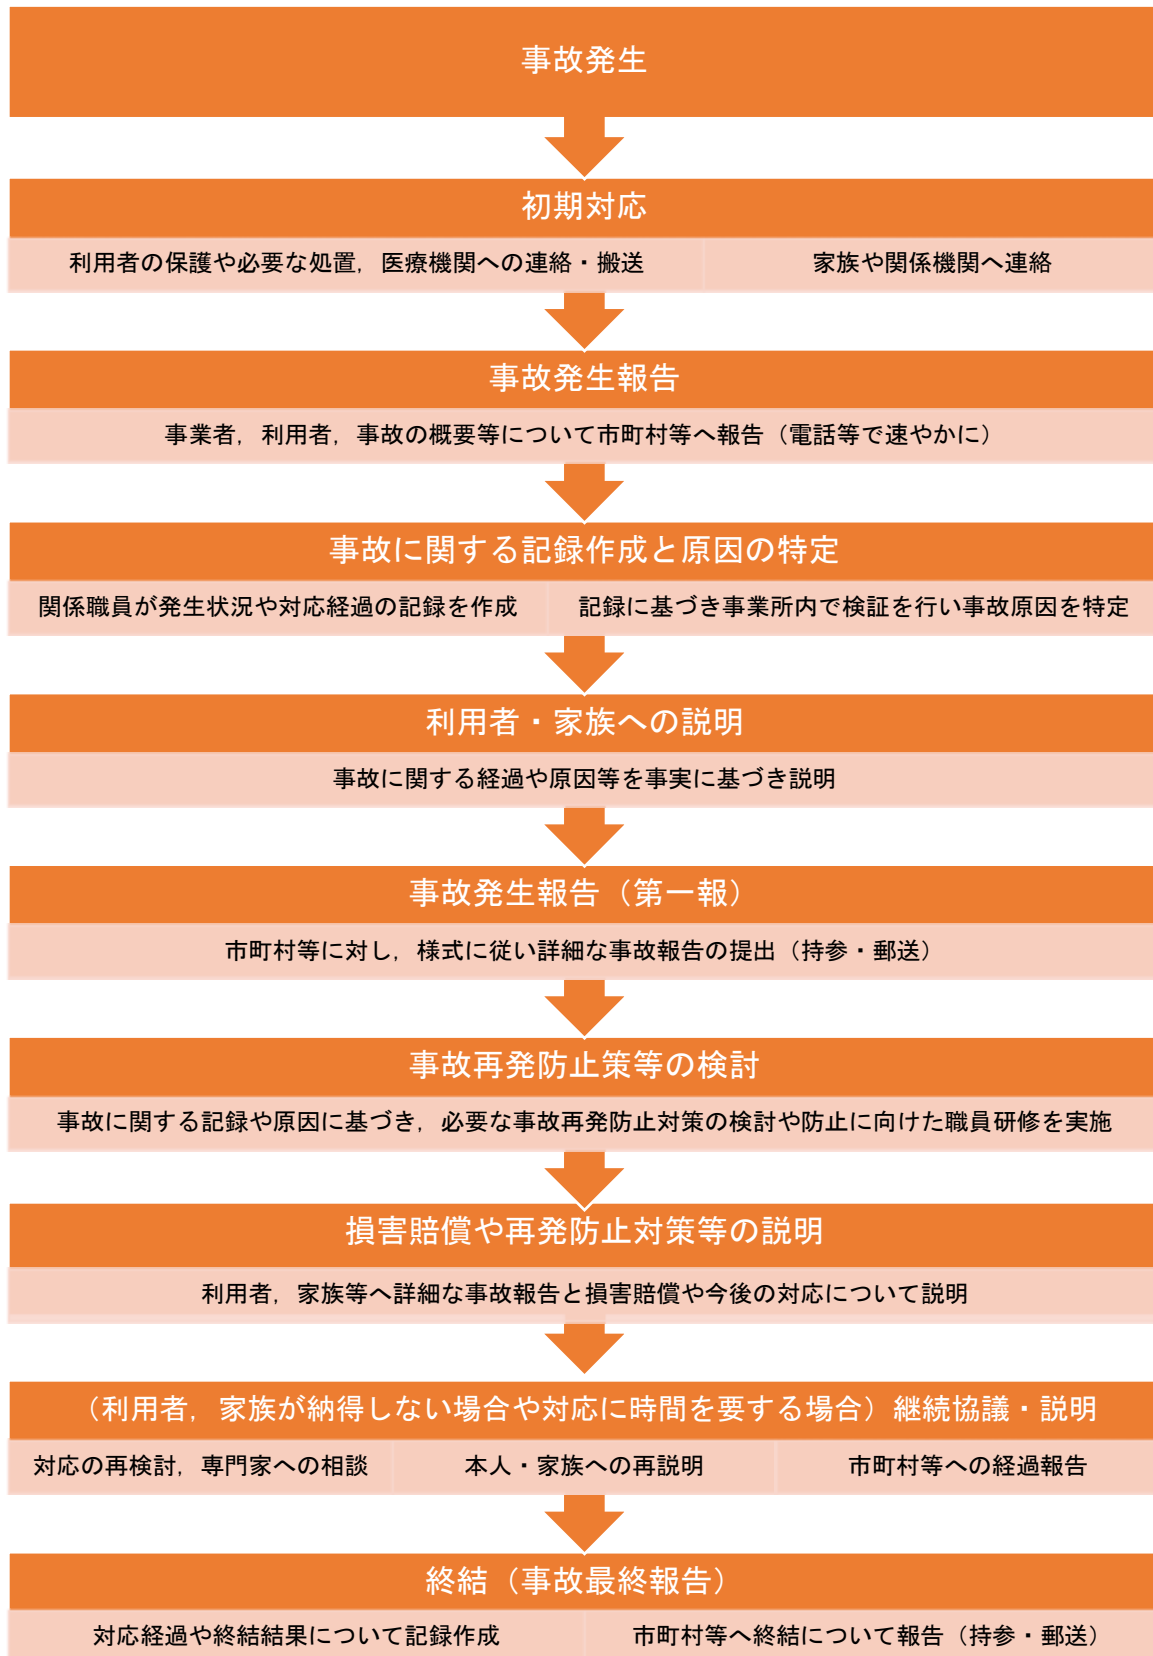 事故発生
初期対応
利用者の保護や必要な処置，医療機関への連絡・搬送
家族や関係機関へ連絡
事故発生報告
事業者，利用者，事故の概要等について市町村等へ報告（電話等で速やかに）
事故に関する記録作成と原因の特定
関係職員が発生状況や対応経過の記録を作成
記録に基づき事業所内で検証を行い事故原因を特定
利用者・家族への説明
事故に関する経過や原因等を事実に基づき説明
事故発生報告（第一報）
市町村等に対し，様式に従い詳細な事故報告の提出（持参・郵送）
事故再発防止策等の検討
事故に関する記録や原因に基づき，必要な事故再発防止対策の検討や防止に向けた職員研修を実施
損害賠償や再発防止対策等の説明
利用者，家族等へ詳細な事故報告と損害賠償や今後の対応について説明
（利用者，家族が納得しない場合や対応に時間を要する場合）継続協議・説明
対応の再検討，専門家への相談
本人・家族への再説明
市町村等への経過報告
終結（事故最終報告）
対応経過や終結結果について記録作成
市町村等へ終結について報告（持参・郵送）